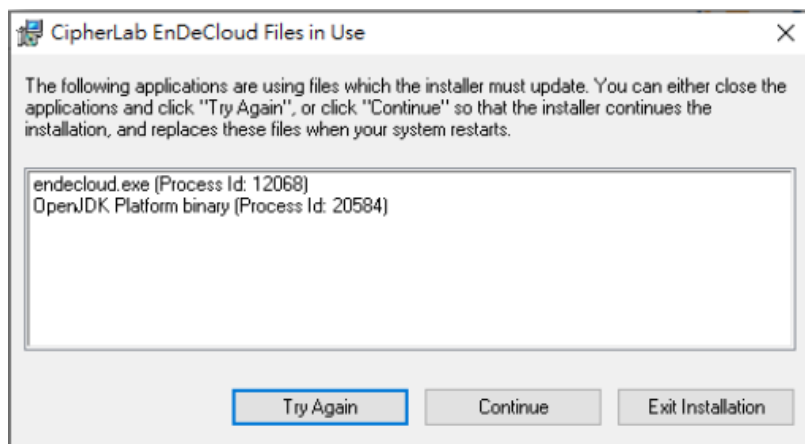 CipherLab EnDeCloud Files in Use
The following applications are using files which the installer must update. You can either close the
applications and click "Try Again", or click "Continue" so that the installer continues the
installation, and replaces these files when your system restarts.
endecloud.exe (Process Id: 12068)
OpenJDK Platform binary (Process Id: 20584)
Try Again
Continue
Exit Installation